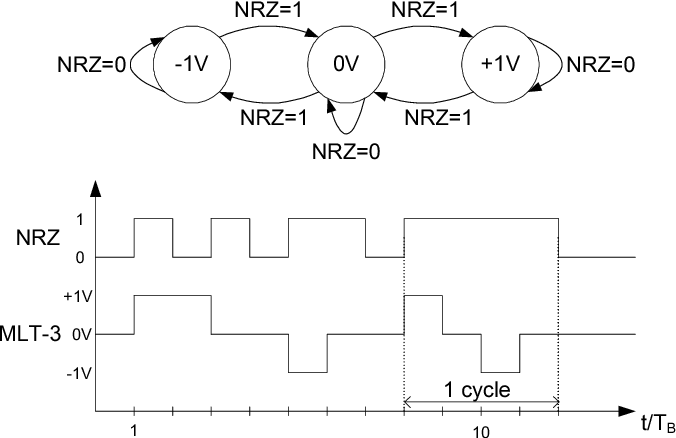 NRZ=1 NRZ=1
NRZ=0 -1V 0V +1V NRZ=0
NRZ=1 NRZ=1
NRZ=0
1
NRZ
0
+1V
MLT-3 0V
-1V
1 cycle
1 10 t/TB